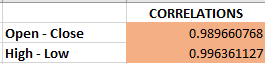 CORRELATIONS
Open - Close 0.989660768
High - Low 0.996361127